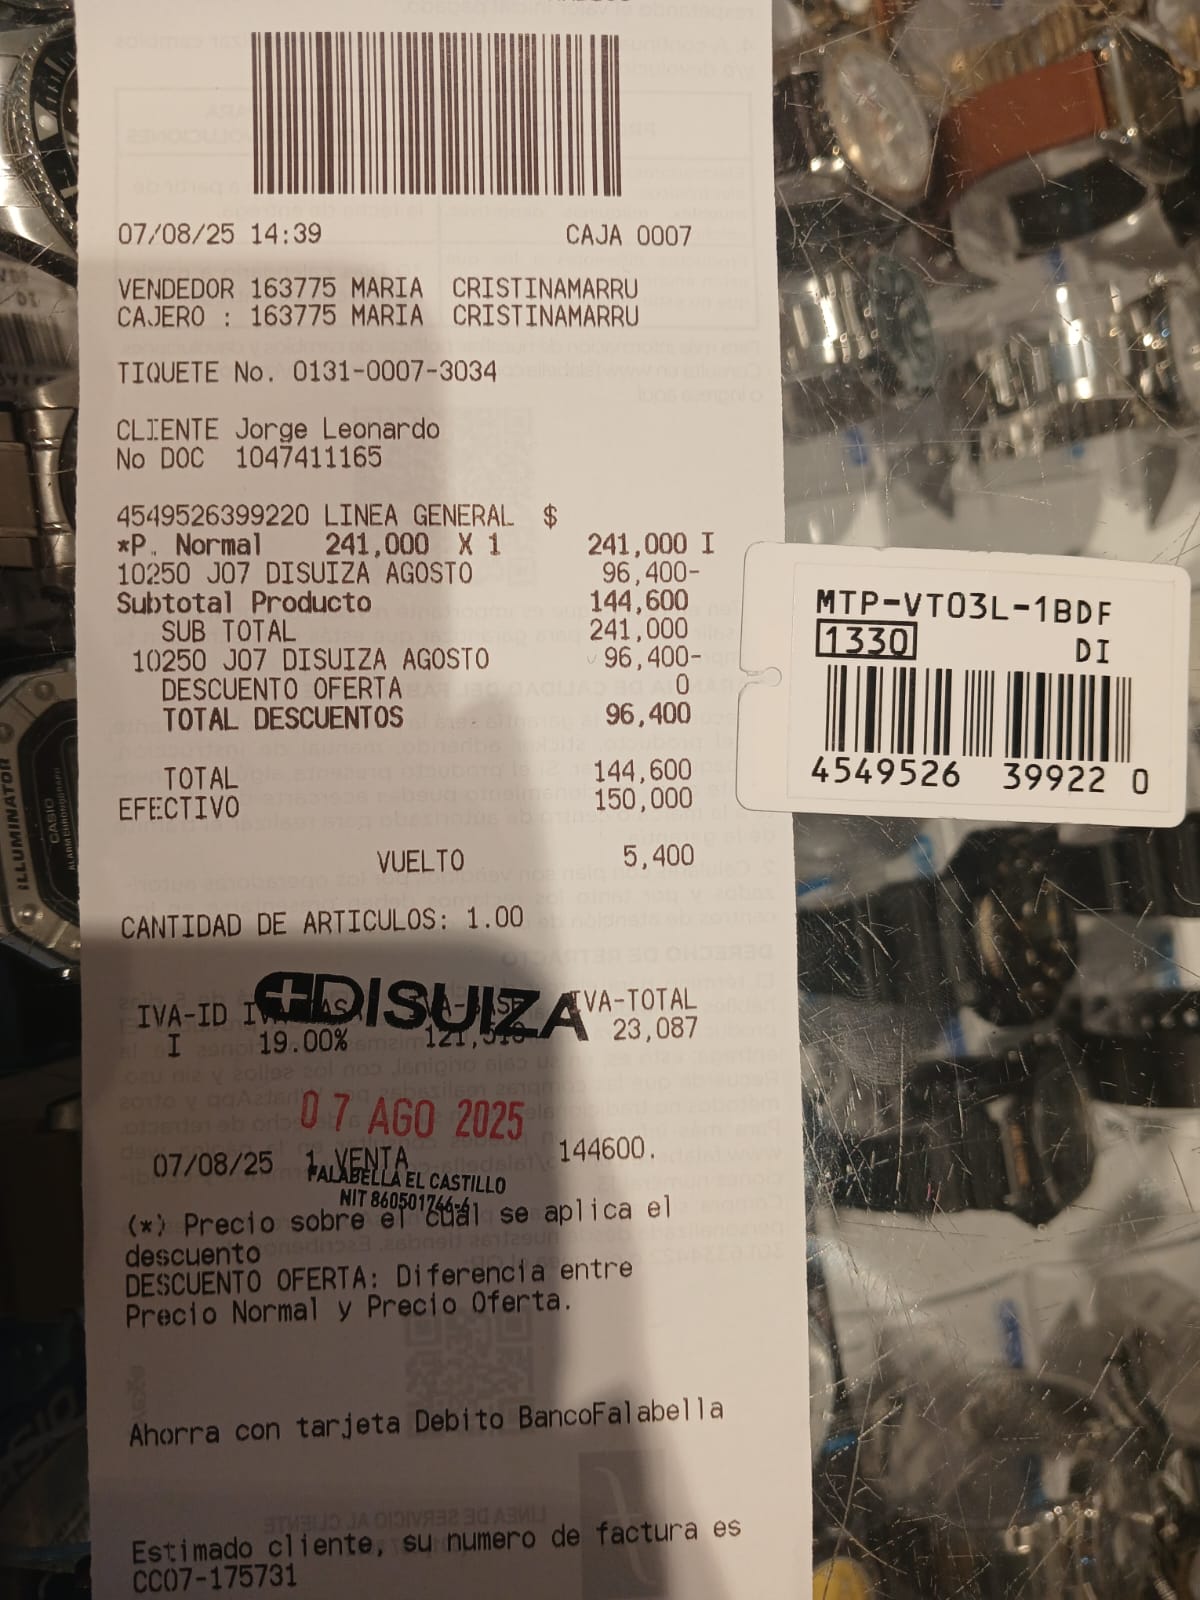 07/08/25 14:39 CAJA 0007
VENDEDOR 163775 MARIA CRISTINAMARRU
CAJERO : 163775 MARIA CRISTINAMARRU
TIQUETE No. 0131-0007-3034
CLIENTE Jorge Leonardo
No DOC 1047411165
4549526399220 LINEA GENERAL $
*P. Normal 241,000 X 1 241,000 I
10250 J07 DISUIZA AGOSTO 96,400-
Subtotal Producto 144,600
SUB TOTAL 241,000
10250 J07 DISUIZA AGOSTO 96,400-
DESCUENTO OFERTA 0
TOTAL DESCUENTOS 96,400
TOTAL 144,600
EFECTIVO 150,000
VUELTO 5,400
CANTIDAD DE ARTICULOS: 1.00
DISUIZA
IVA-ID IVA-TOTAL
I 19.00% 23,087
07 AGO 2025
07/08/25 1 VENTA 144600.
FALABELLA EL CASTILLO
NIT 860501746-6
(*) Precio sobre el cual se aplica el
descuento
DESCUENTO OFERTA: Diferencia entre
Precio Normal y Precio Oferta.
Ahorra con tarjeta Debito BancoFalabella
Estimado cliente, su numero de factura es
CC07-175731
MTP-VT03L-1BDF
1330 DI
4549526 39922 0
ILLUMINATOR
CASIO
ALARM CHRONOGRAPH